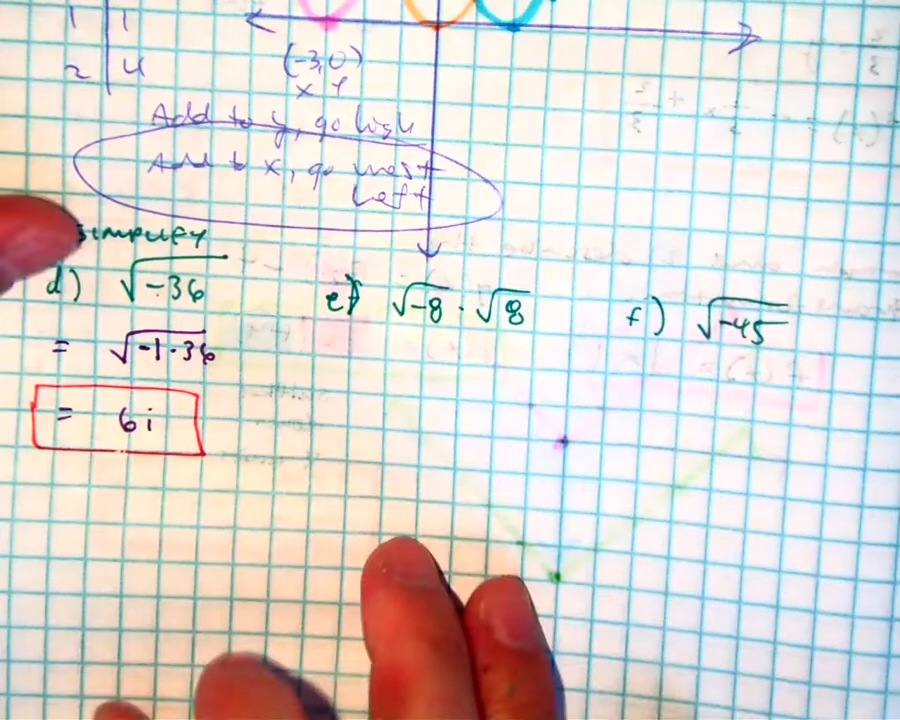 1 | 1
2 | 4
(-3,0)
x y
Add to y, go high
Add to x, go west
Left
simplify
d) √-36 e) √-8 · √8 f) √-45
= √-1·36
= 6i